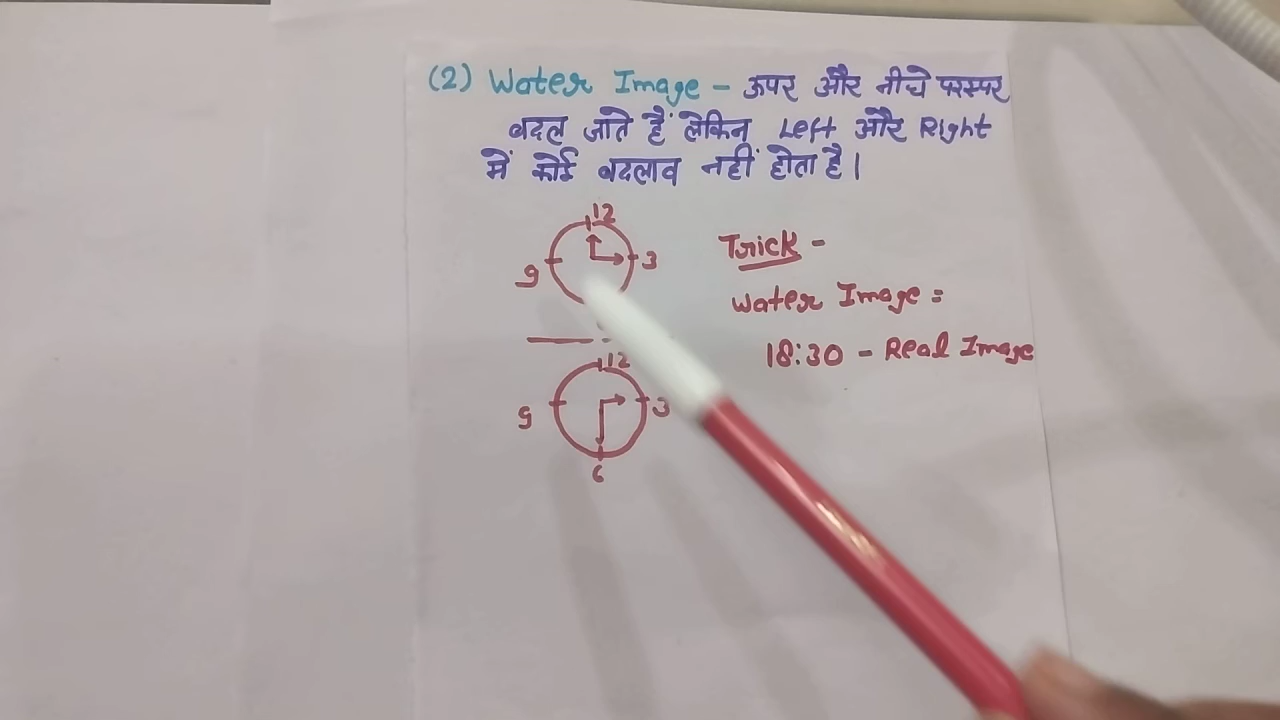 (2) Water Image - ऊपर और नीचे परस्पर
बदल जाते हैं लेकिन Left और Right
में कोई बदलाव नहीं होता है।
12
9
3
Trick -
Water Image =
18:30 - Real Image
12
9
3
6